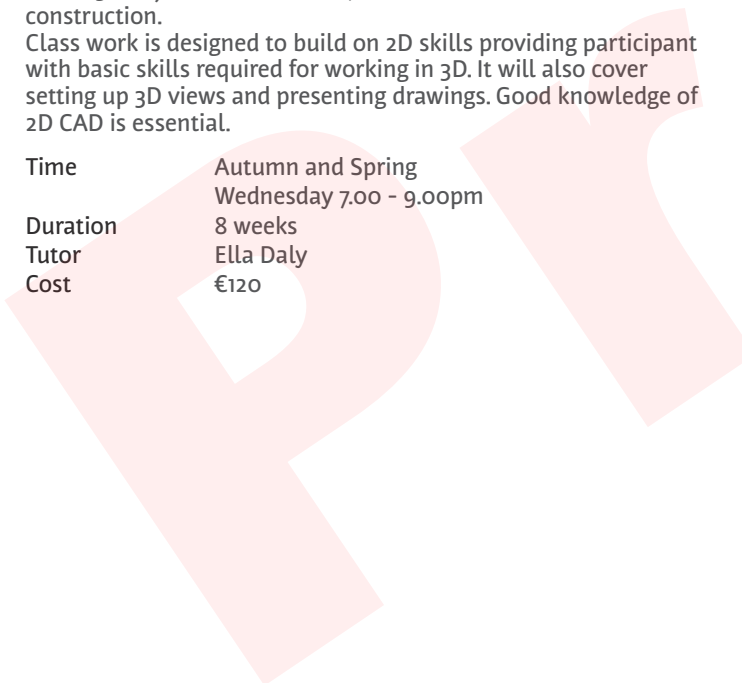 construction.
Class work is designed to build on 2D skills providing participant
with basic skills required for working in 3D. It will also cover
setting up 3D views and presenting drawings. Good knowledge of
2D CAD is essential.
Time Autumn and Spring
Wednesday 7.00 - 9.00pm
Duration 8 weeks
Tutor Ella Daly
Cost €120
Pr